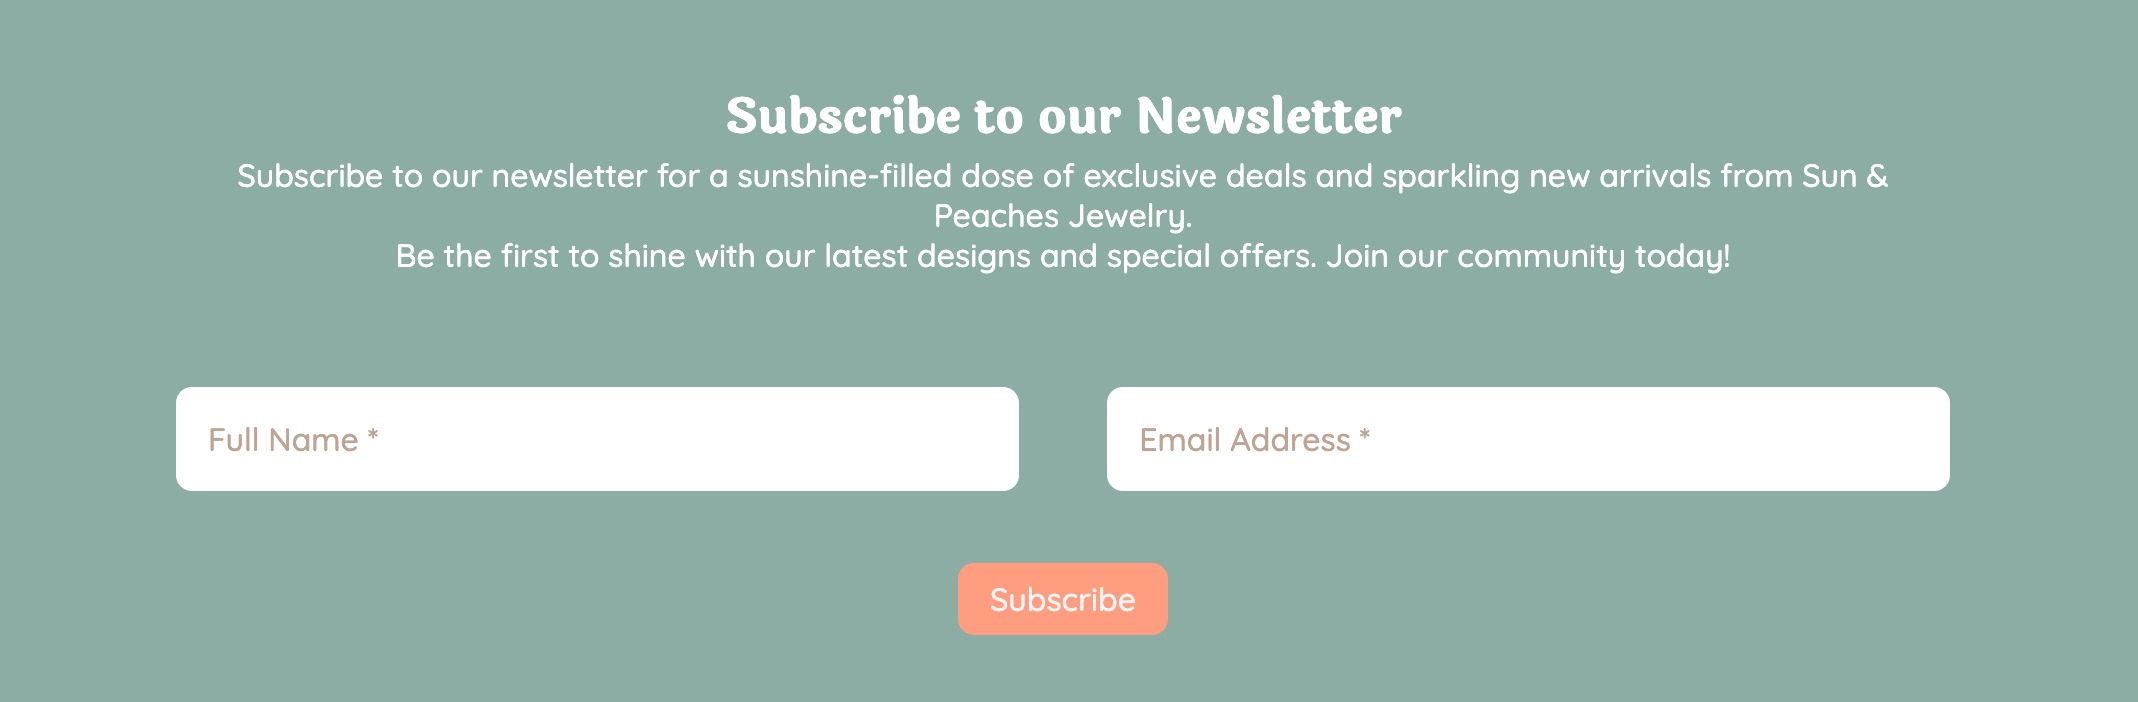 Subscribe to our Newsletter
Subscribe to our newsletter for a sunshine-filled dose of exclusive deals and sparkling new arrivals from Sun &
Peaches Jewelry.
Be the first to shine with our latest designs and special offers. Join our community today!
Full Name *
Email Address *
Subscribe